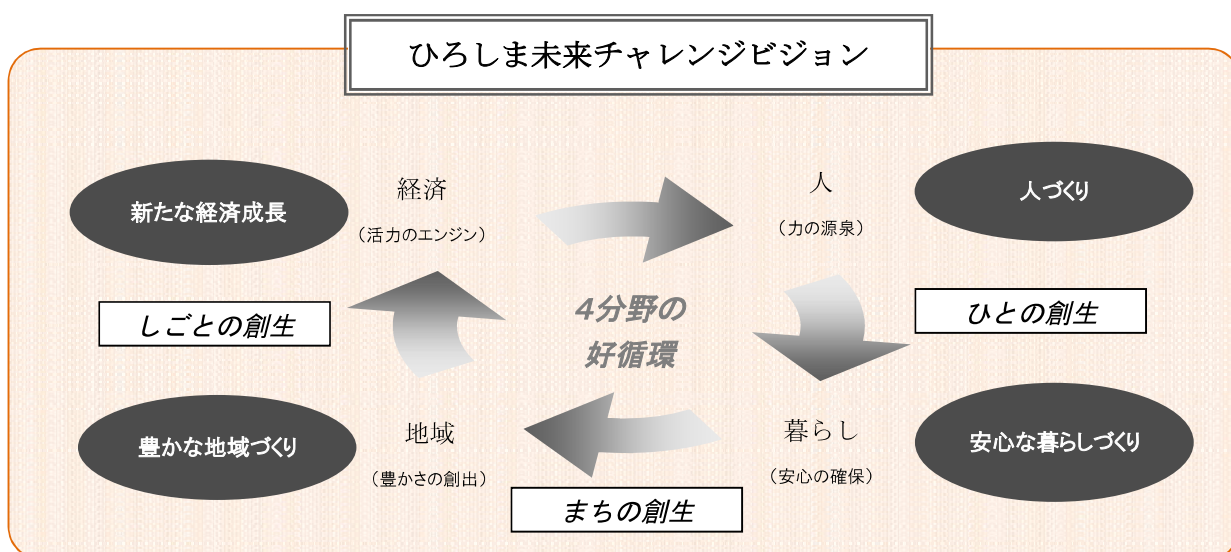 ひろしま未来チャレンジビジョン
新たな経済成長
経済
(活力のエンジン)
人
(力の源泉)
人づくり
しごとの創生
4分野の
好循環
ひとの創生
豊かな地域づくり
地域
(豊かさの創出)
暮らし
(安心の確保)
安心な暮らしづくり
まちの創生